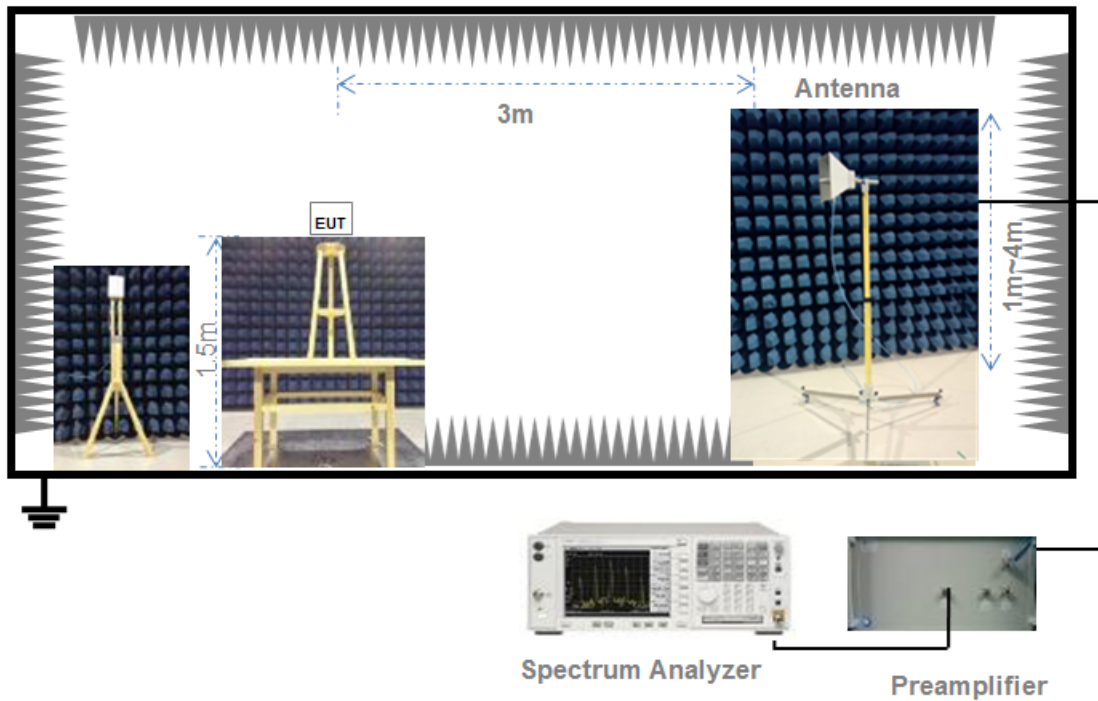 Antenna
3m
EUT
1.5m
1m~4m
Spectrum Analyzer
Preamplifier